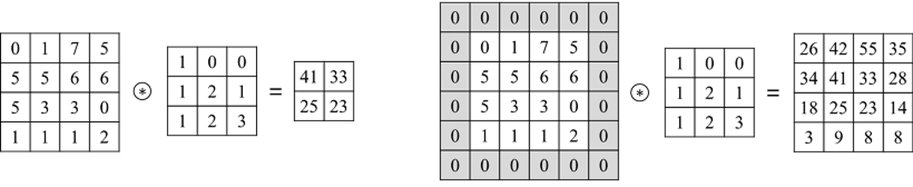 0 1 7 5
5 5 6 6
5 3 3 0
1 1 1 2
⊛
1 0 0
1 2 1
1 2 3
=
41 33
25 23
0 0 0 0 0 0
0 0 1 7 5 0
0 5 5 6 6 0
0 5 3 3 0 0
0 1 1 1 2 0
0 0 0 0 0 0
⊛
1 0 0
1 2 1
1 2 3
=
26 42 55 35
34 41 33 28
18 25 23 14
3 9 8 8